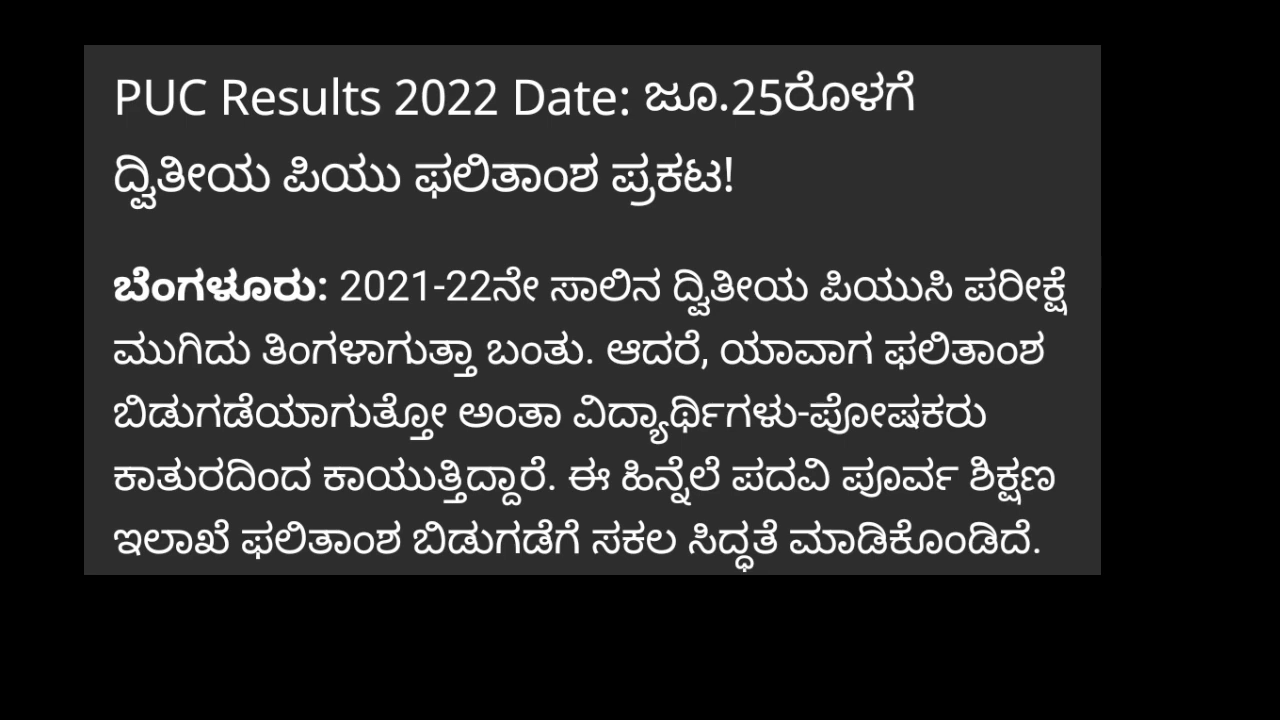 PUC Results 2022 Date: ಜೂ.25ರೊಳಗೆ
ದ್ವಿತೀಯ ಪಿಯು ಫಲಿತಾಂಶ ಪ್ರಕಟ!
ಬೆಂಗಳೂರು: 2021-22ನೇ ಸಾಲಿನ ದ್ವಿತೀಯ ಪಿಯುಸಿ ಪರೀಕ್ಷೆ
ಮುಗಿದು ತಿಂಗಳಾಗುತ್ತಾ ಬಂತು. ಆದರೆ, ಯಾವಾಗ ಫಲಿತಾಂಶ
ಬಿಡುಗಡೆಯಾಗುತ್ತೋ ಅಂತಾ ವಿದ್ಯಾರ್ಥಿಗಳು-ಪೋಷಕರು
ಕಾತುರದಿಂದ ಕಾಯುತ್ತಿದ್ದಾರೆ. ಈ ಹಿನ್ನೆಲೆ ಪದವಿ ಪೂರ್ವ ಶಿಕ್ಷಣ
ಇಲಾಖೆ ಫಲಿತಾಂಶ ಬಿಡುಗಡೆಗೆ ಸಕಲ ಸಿದ್ಧತೆ ಮಾಡಿಕೊಂಡಿದೆ.